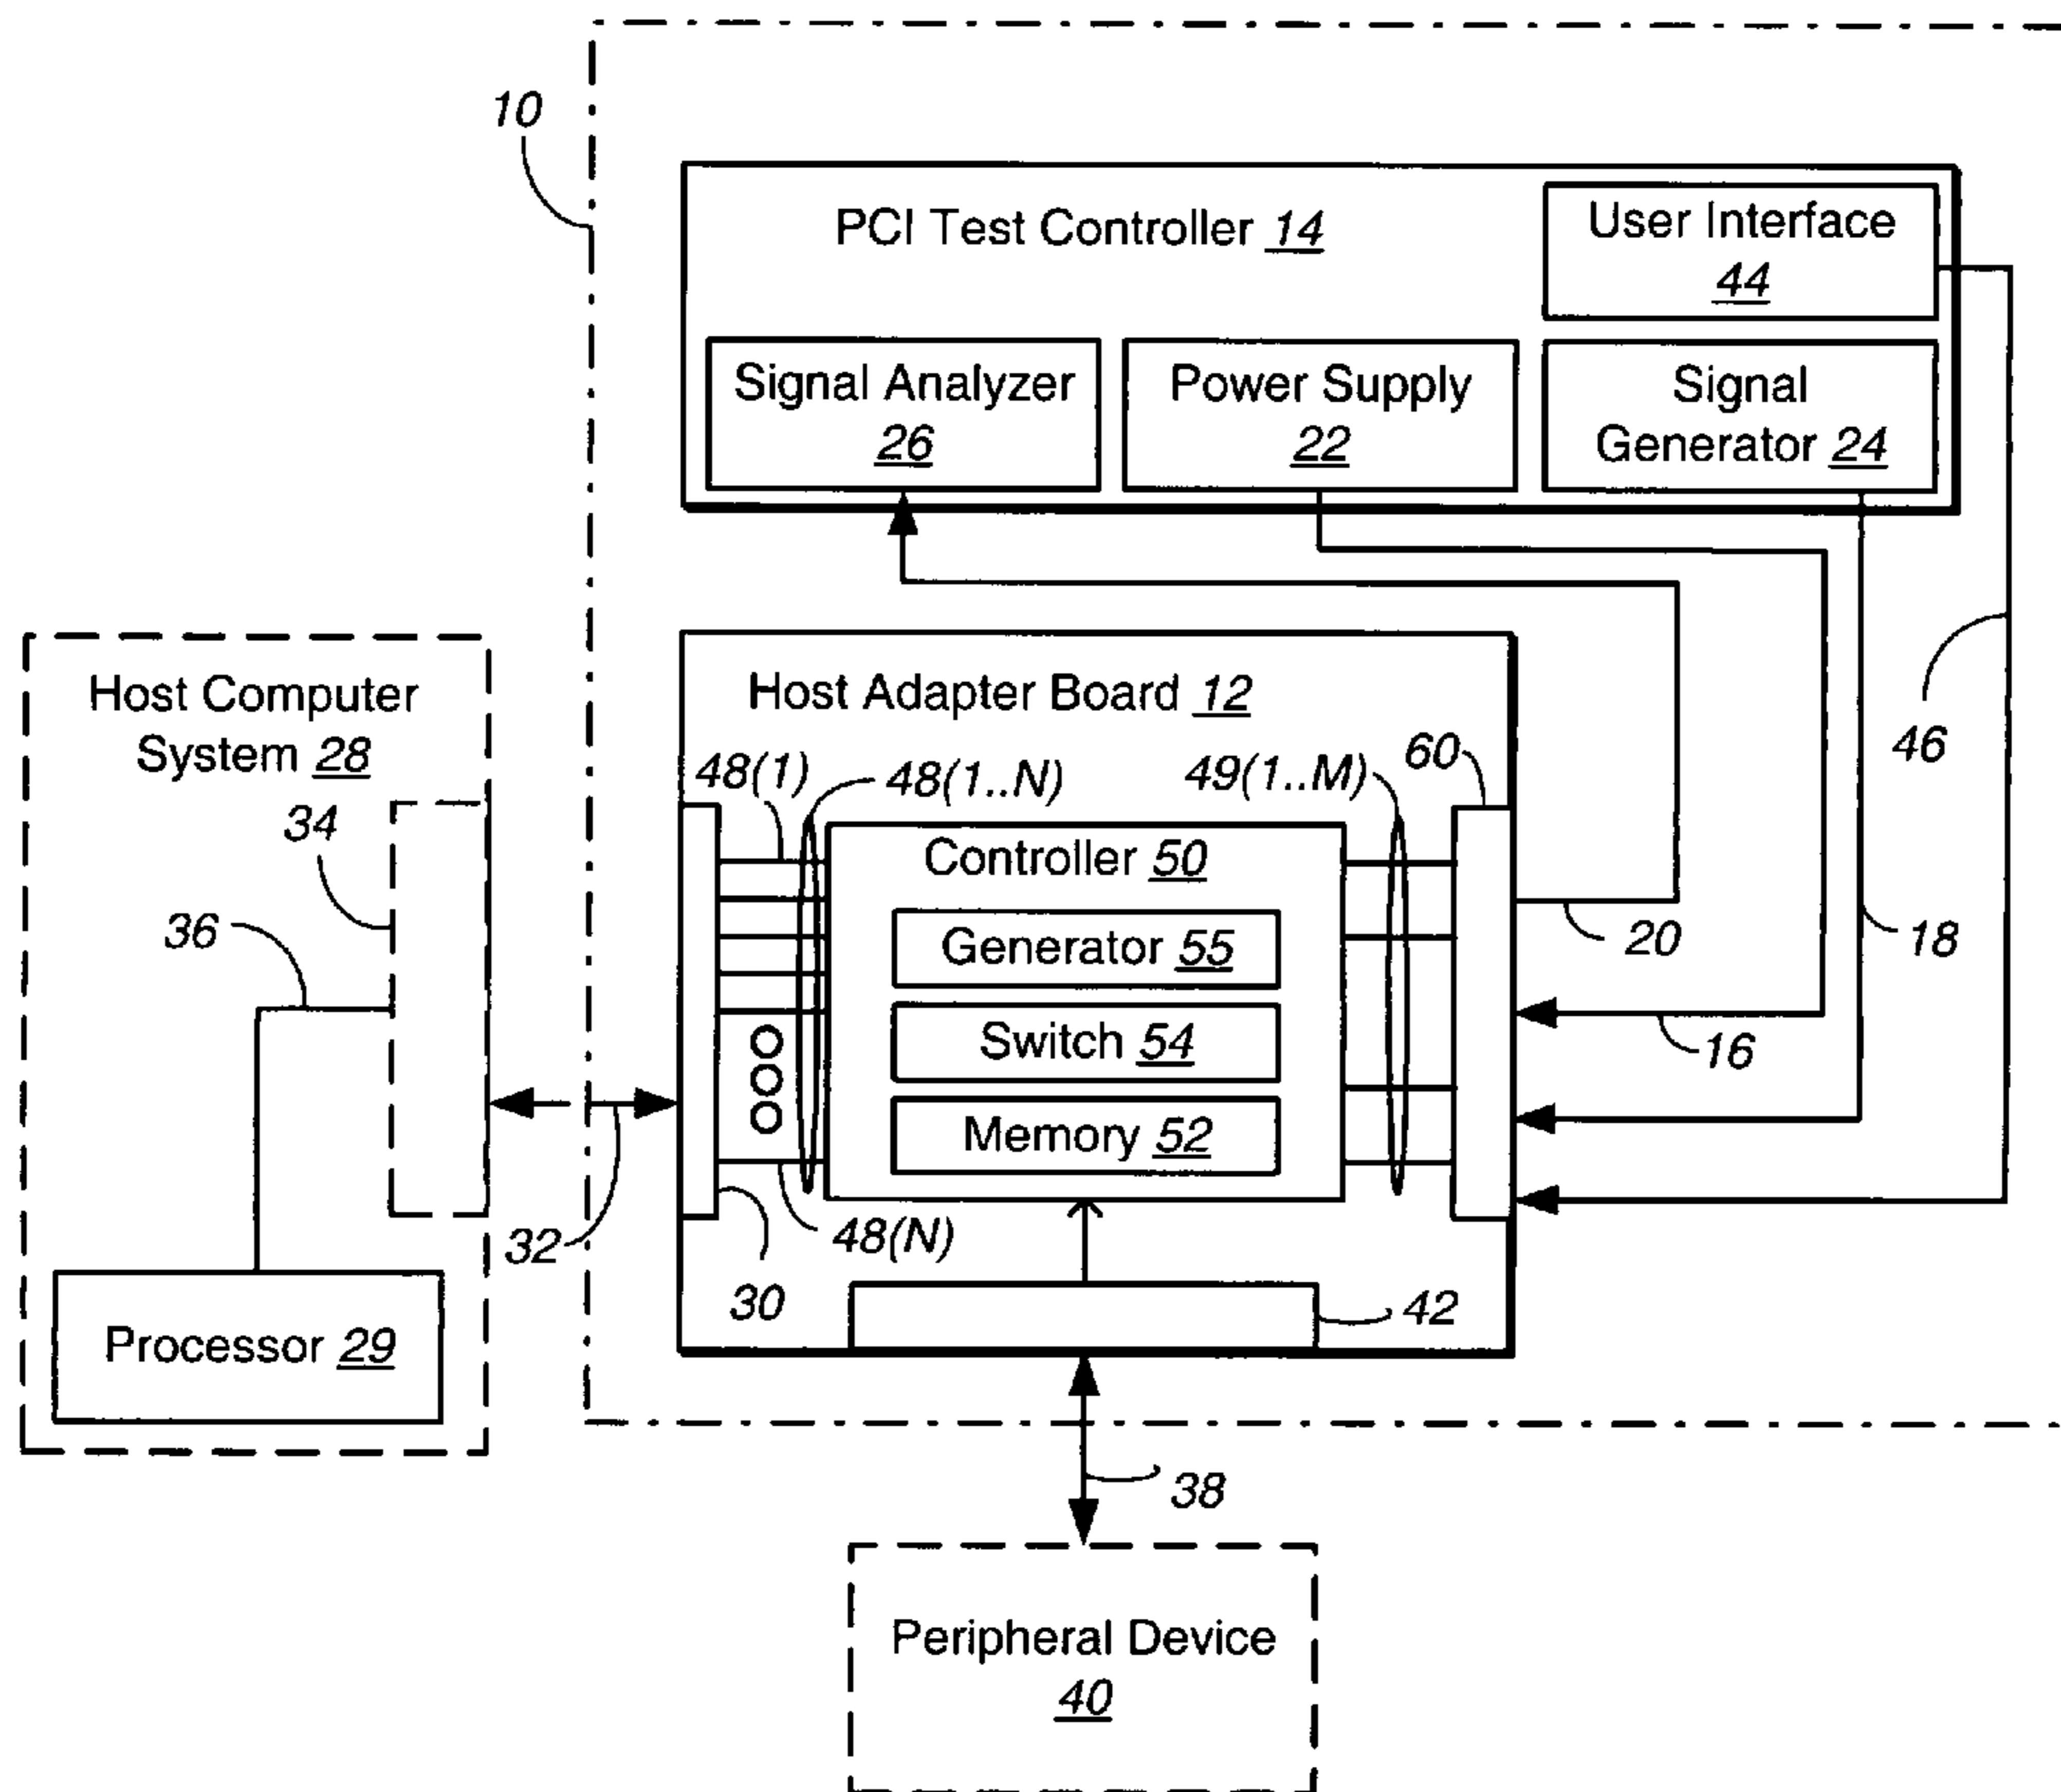 10
PCI Test Controller 14
User Interface
44
Signal Analyzer
26
Power Supply
22
Signal
Generator 24
Host Computer
System 28
34
36
Processor 29
32
Host Adapter Board 12
48(1)
48(1..N)
49(1..M)
60
46
Controller 50
Generator 55
Switch 54
Memory 52
20
18
16
48(N)
30
42
38
Peripheral Device
40